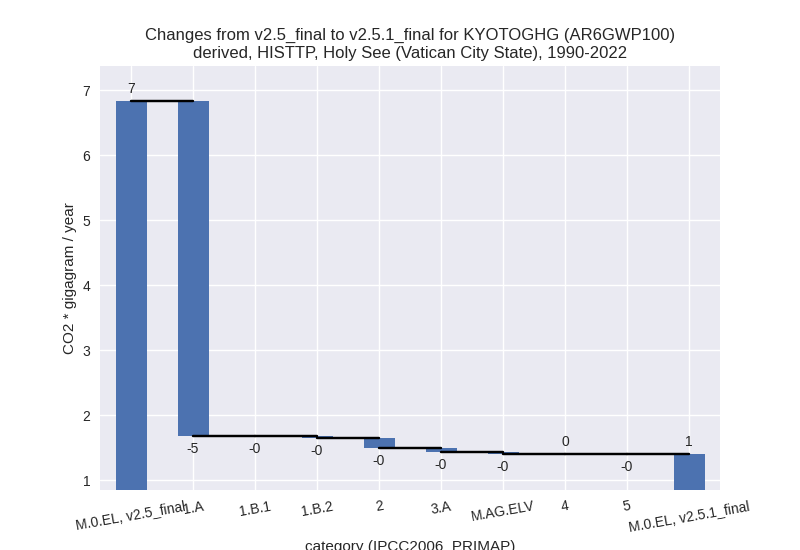 Changes from v2.5_final to v2.5.1_final for KYOTOGHG (AR6GWP100)
derived, HISTTP, Holy See (Vatican City State), 1990-2022
CO2 * gigagram / year
7
6
5
4
3
2
1
7
-5
-0
-0
-0
-0
-0
0
-0
1
M.0.EL, v2.5_final
1.A
1.B.1
1.B.2
2
3.A
M.AG.ELV
4
5
M.0.EL, v2.5.1_final
category (IPCC2006_PRIMAP)